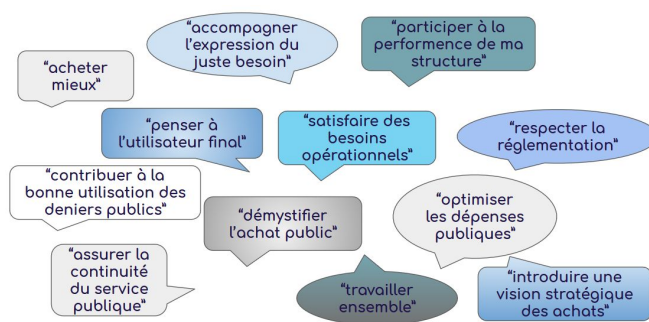 “accompagner
l’expression du
juste besoin”
“participer à la
performence de ma
structure”
“acheter
mieux”
“penser à
l’utilisateur final”
“satisfaire des
besoins
opérationnels”
“respecter la
réglementation”
“contribuer à la
bonne utilisation des
deniers publics”
“démystifier
l’achat public”
“optimiser
les dépenses
publiques”
“assurer la
continuité
du service
publique”
“travailler
ensemble”
“introduire une
vision stratégique
des achats”